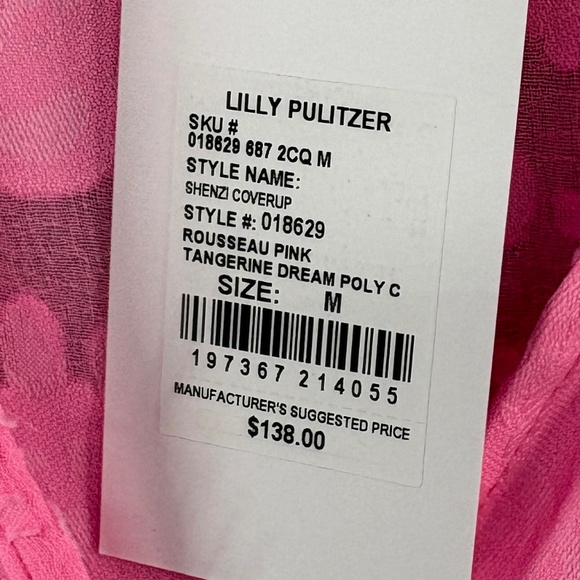 LILLY PULITZER
SKU #
018629 687 2CQ M
STYLE NAME:
SHENZI COVERUP
STYLE #: 018629
ROUSSEAU PINK
TANGERINE DREAM POLY C
SIZE: M
197367 214055
MANUFACTURER'S SUGGESTED PRICE
$138.00